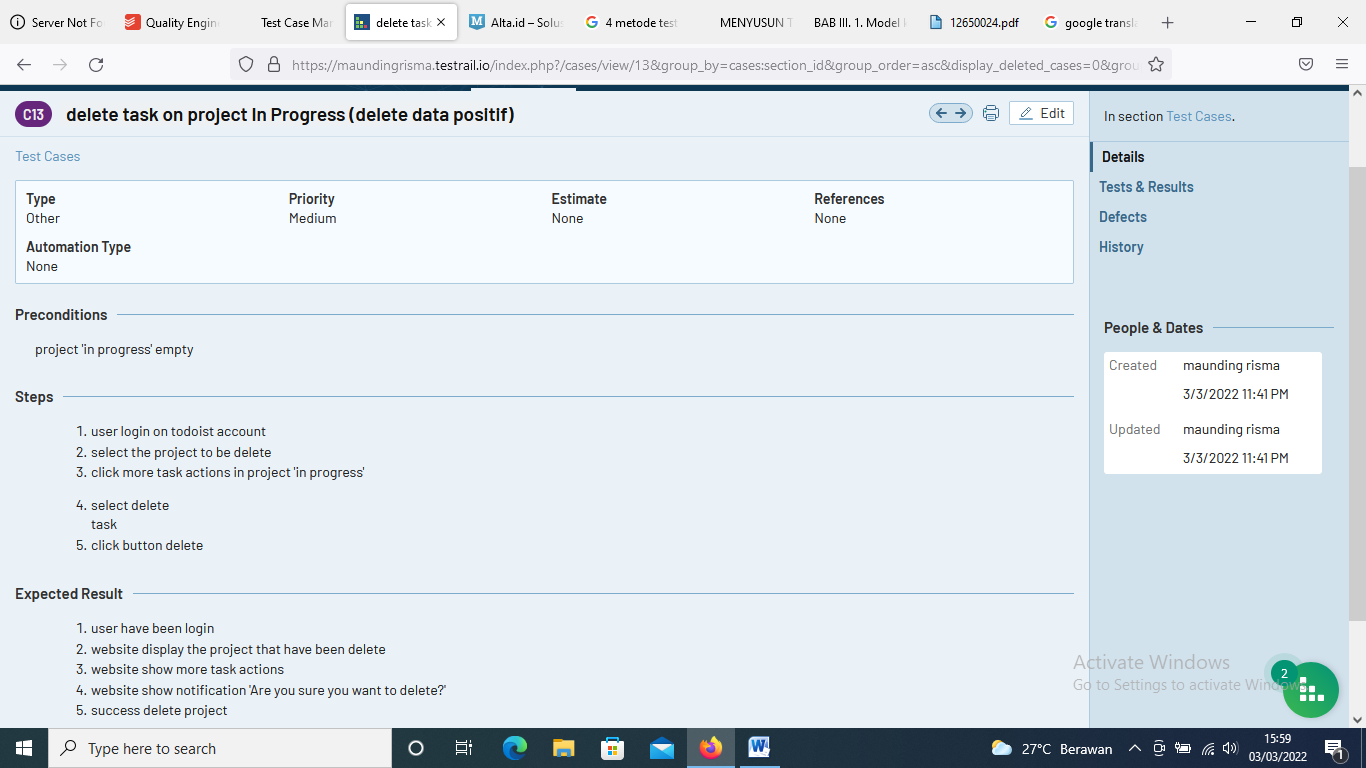 Server Not Fo
Quality Engin
Test Case Mar
delete task
Alta.id – Solus
4 metode test
MENYUSUN T
BAB III. 1. Model
12650024.pdf
google transla
https://maundingrisma.testrail.io/index.php?/cases/view/13&group_by=cases:section_id&group_order=asc&display_deleted_cases=0&grou
C13 delete task on project In Progress (delete data positif)
Edit
Test Cases
Type Priority Estimate References
Other Medium None None
Automation Type
None
Preconditions
project 'in progress' empty
Steps
1. user login on todoist account
2. select the project to be delete
3. click more task actions in project 'in progress'
4. select delete
task
5. click button delete
Expected Result
1. user have been login
2. website display the project that have been delete
3. website show more task actions
4. website show notification 'Are you sure you want to delete?'
5. success delete project
In section Test Cases.
Details
Tests & Results
Defects
History
People & Dates
Created maunding risma
3/3/2022 11:41 PM
Updated maunding risma
3/3/2022 11:41 PM
Activate Windows
Go to Settings to activate Windows
2
Type here to search
27°C Berawan
15:59
03/03/2022
1